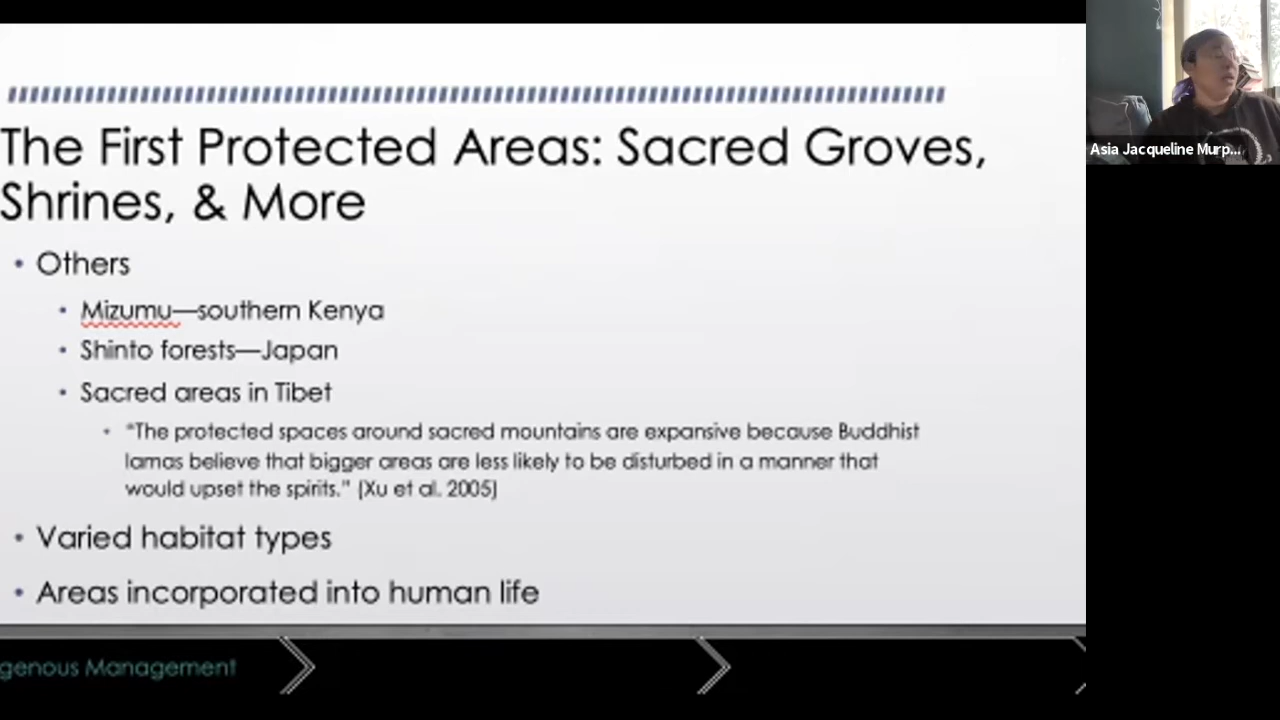 The First Protected Areas: Sacred Groves,
Shrines, & More
• Others
• Mizumu—southern Kenya
• Shinto forests—Japan
• Sacred areas in Tibet
• “The protected spaces around sacred mountains are expansive because Buddhist
lamas believe that bigger areas are less likely to be disturbed in a manner that
would upset the spirits.” (Xu et al. 2005)
• Varied habitat types
• Areas incorporated into human life
genous Management
Asia Jacqueline Murp...